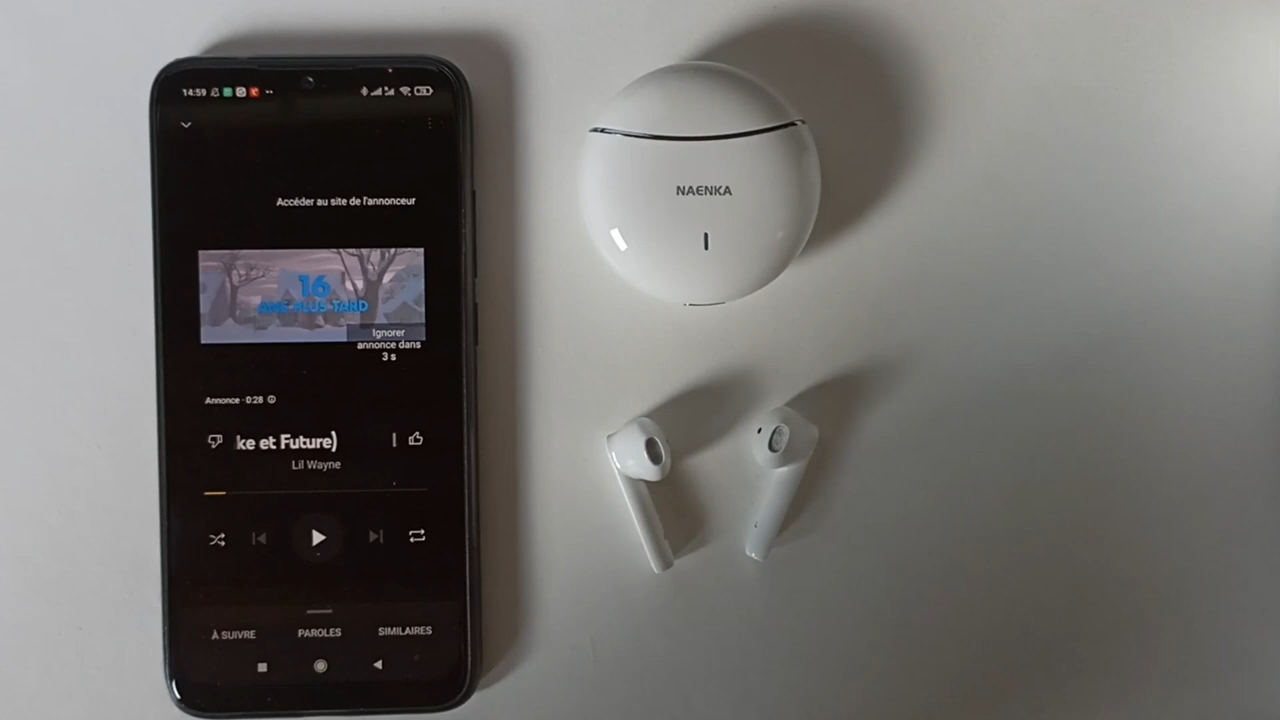 14:59
Accéder au site de l'annonceur
16
ANS PLUS TARD
Ignorer
annonce dans
3 s
Annonce · 0:28
ke et Future)
Lil Wayne
À SUIVRE
PAROLES
SIMILAIRES
NAENKA